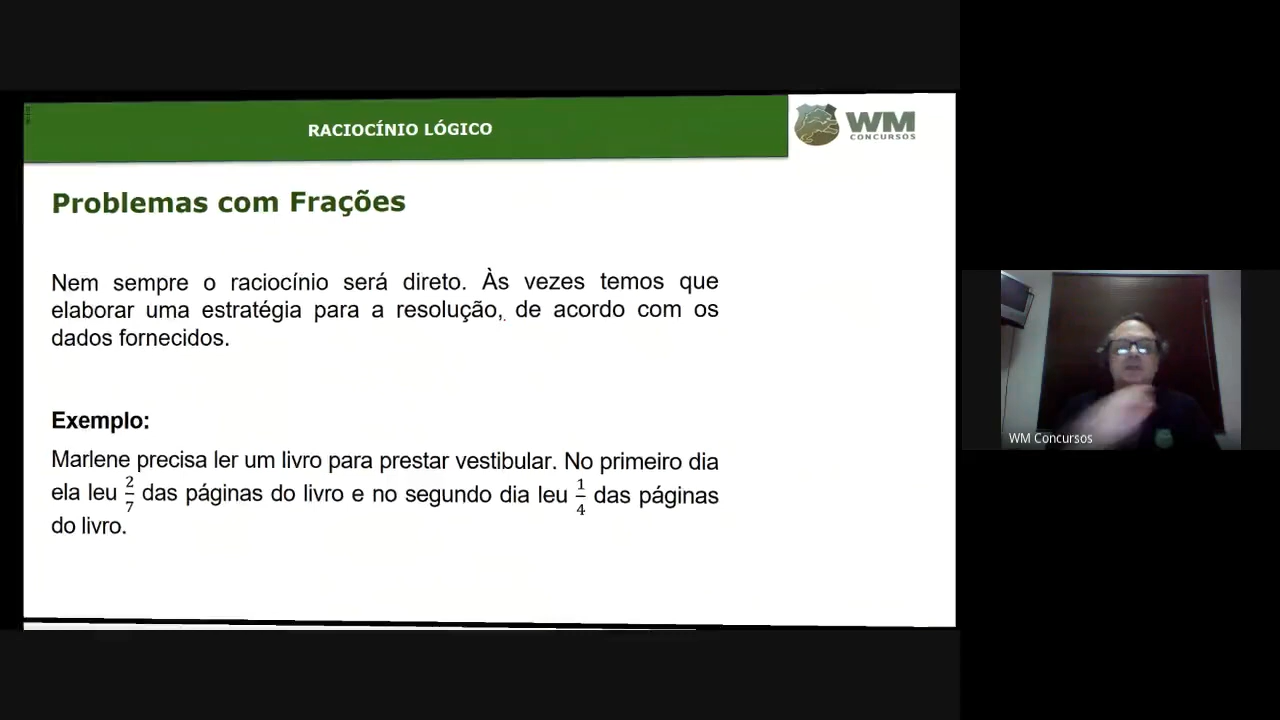 RACIOCÍNIO LÓGICO
WM
CONCURSOS
Problemas com Frações
Nem sempre o raciocínio será direto. Às vezes temos que
elaborar uma estratégia para a resolução, de acordo com os
dados fornecidos.
Exemplo:
Marlene precisa ler um livro para prestar vestibular. No primeiro dia
ela leu 2/7 das páginas do livro e no segundo dia leu 1/4 das páginas
do livro.
WM Concursos